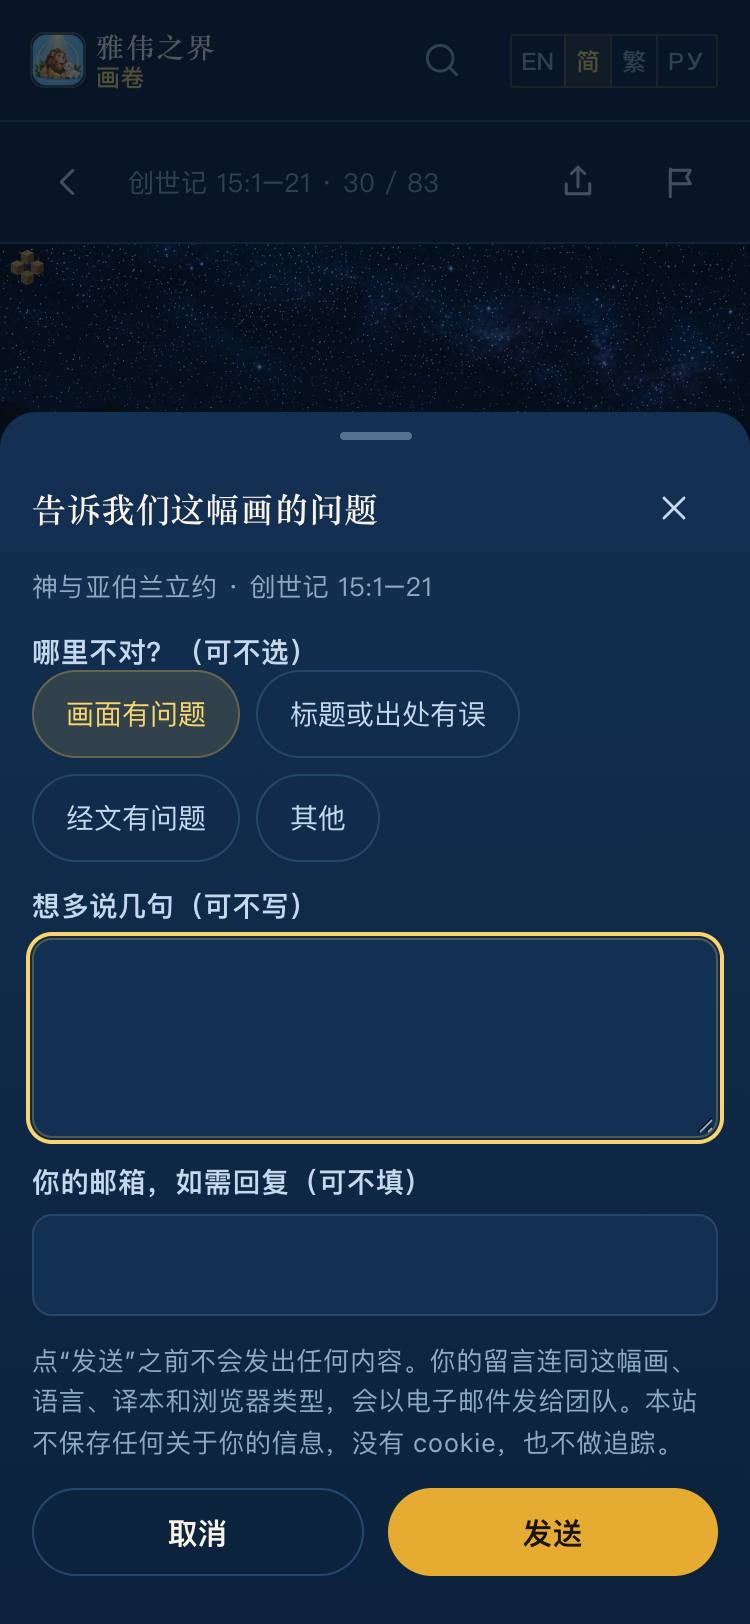 雅伟之界
画卷
EN 简 繁 РУ
创世记 15:1—21 · 30 / 83
告诉我们这幅画的问题
神与亚伯兰立约 · 创世记 15:1—21
哪里不对？（可不选）
画面有问题 标题或出处有误
经文有问题 其他
想多说几句（可不写）
你的邮箱，如需回复（可不填）
点“发送”之前不会发出任何内容。你的留言连同这幅画、
语言、译本和浏览器类型，会以电子邮件发给团队。本站
不保存任何关于你的信息，没有 cookie，也不做追踪。
取消 发送